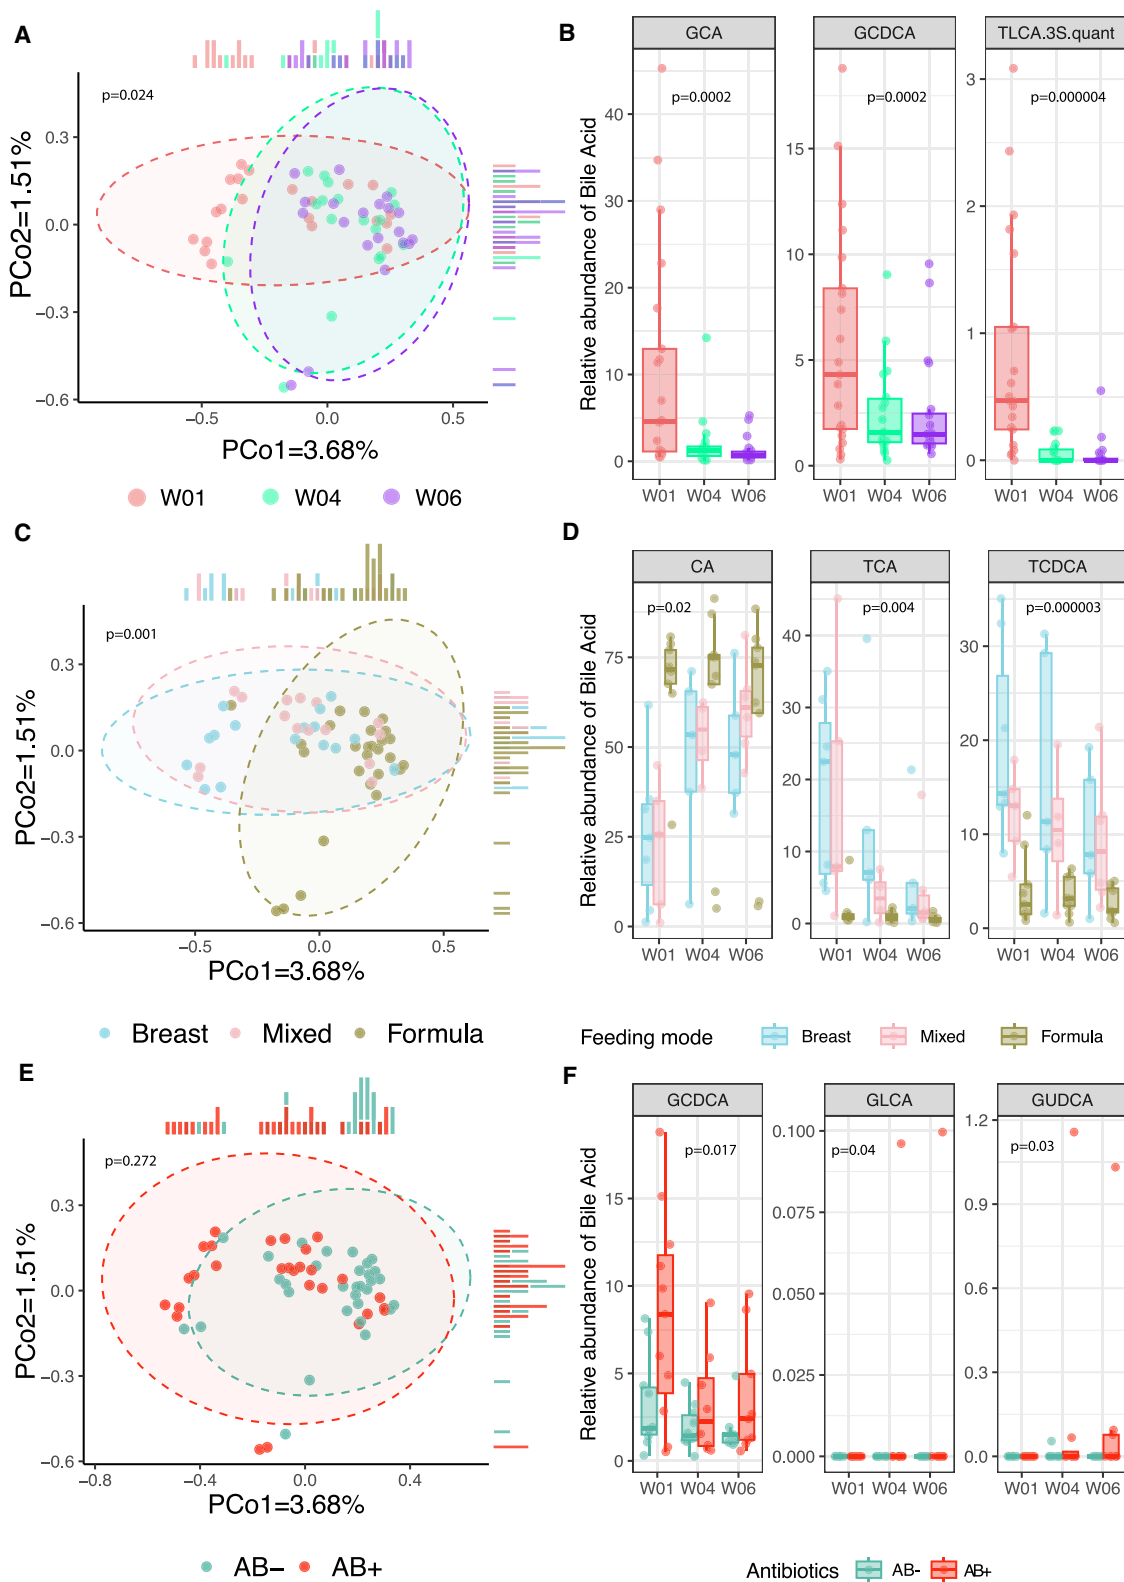 A
p=0.024
PCo2=1.51%
0.3
0.0
−0.3
−0.6
−0.5
0.0
0.5
PCo1=3.68%
W01
W04
W06
B
Relative abundance of Bile Acid
GCA
p=0.0002
40
30
20
10
0
W01
W04
W06
GCDCA
p=0.0002
15
10
5
0
W01
W04
W06
TLCA.3S.quant
p=0.000004
3
2
1
0
W01
W04
W06
C
p=0.001
PCo2=1.51%
0.3
0.0
−0.3
−0.6
−0.5
0.0
0.5
PCo1=3.68%
Breast
Mixed
Formula
D
Relative abundance of Bile Acid
CA
p=0.02
75
50
25
0
W01
W04
W06
TCA
p=0.004
40
30
20
10
0
W01
W04
W06
TCDCA
p=0.000003
30
20
10
0
W01
W04
W06
Feeding mode
Breast
Mixed
Formula
E
p=0.272
PCo2=1.51%
0.3
0.0
−0.3
−0.6
−0.8
−0.4
0.0
0.4
PCo1=3.68%
AB−
AB+
F
Relative abundance of Bile Acid
GCDCA
p=0.017
15
10
5
0
W01
W04
W06
GLCA
p=0.04
0.100
0.075
0.050
0.025
0.000
W01
W04
W06
GUDCA
p=0.03
1.2
0.9
0.6
0.3
0.0
W01
W04
W06
Antibiotics
AB-
AB+